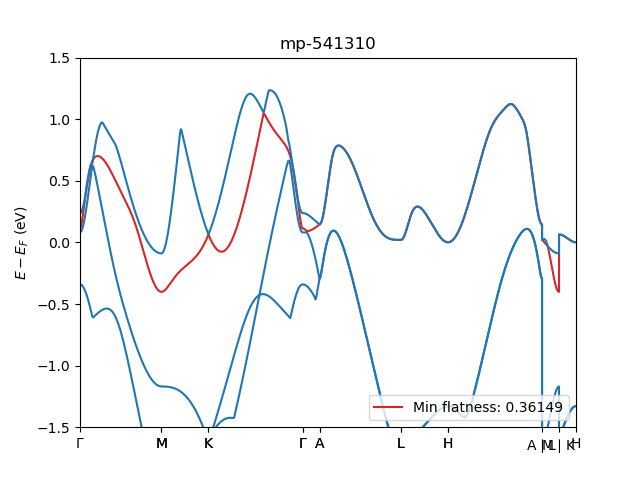 mp-541310
E − E_F (eV)
1.5
1.0
0.5
0.0
−0.5
−1.0
−1.5
Min flatness: 0.36149
Γ M K Γ A L H A | L | K H